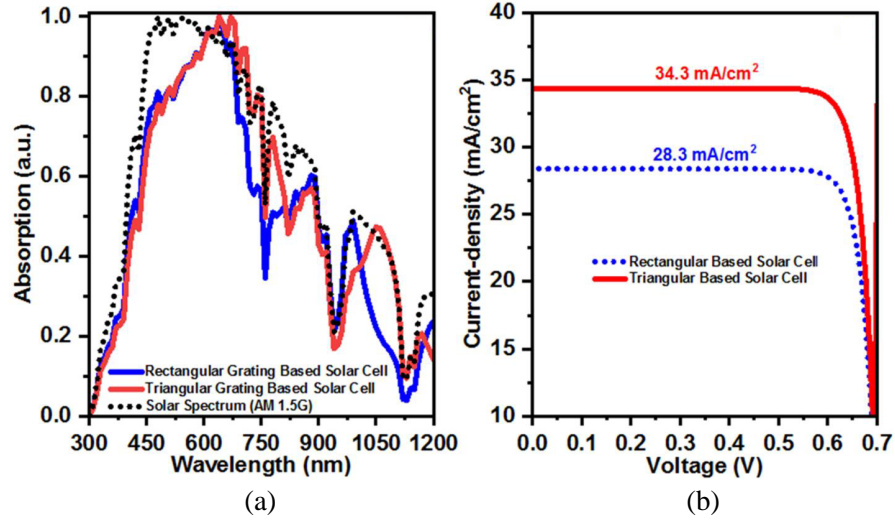 1.0
0.8
0.6
0.4
0.2
0.0
Absorption (a.u.)
Rectangular Grating Based Solar Cell
Triangular Grating Based Solar Cell
Solar Spectrum (AM 1.5G)
300 450 600 750 900 1050 1200
Wavelength (nm)
(a)
40
35
30
25
20
15
10
Current-density (mA/cm²)
34.3 mA/cm²
28.3 mA/cm²
Rectangular Based Solar Cell
Triangular Based Solar Cell
0.0 0.1 0.2 0.3 0.4 0.5 0.6 0.7
Voltage (V)
(b)